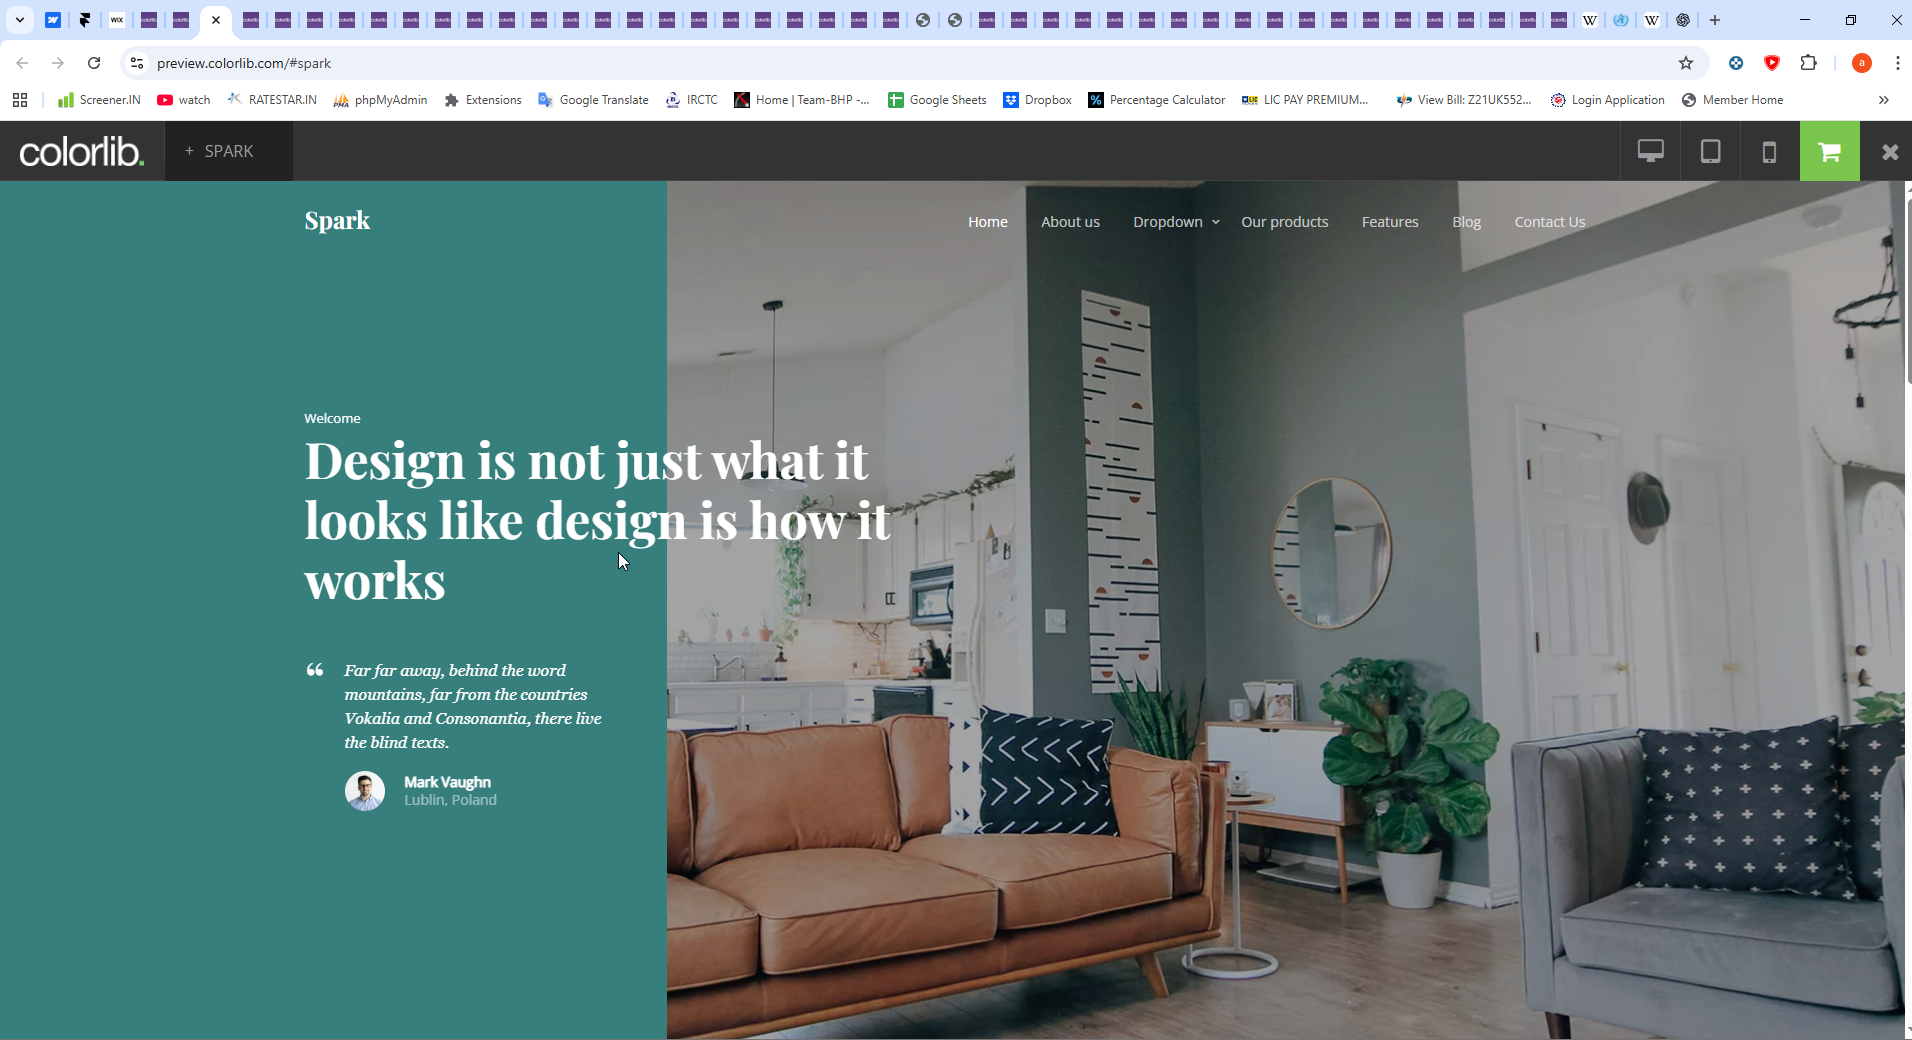 WIX
preview.colorlib.com/#spark
a
Screener.IN
watch
RATESTAR.IN
phpMyAdmin
Extensions
Google Translate
IRCTC
Home | Team-BHP -...
Google Sheets
Dropbox
Percentage Calculator
LIC PAY PREMIUM...
View Bill: Z21UK552...
Login Application
Member Home
colorlib.
+ SPARK
Spark
Home
About us
Dropdown
Our products
Features
Blog
Contact Us
Welcome
Design is not just what it
looks like design is how it
works
“ Far far away, behind the word
mountains, far from the countries
Vokalia and Consonantia, there live
the blind texts.
Mark Vaughn
Lublin, Poland